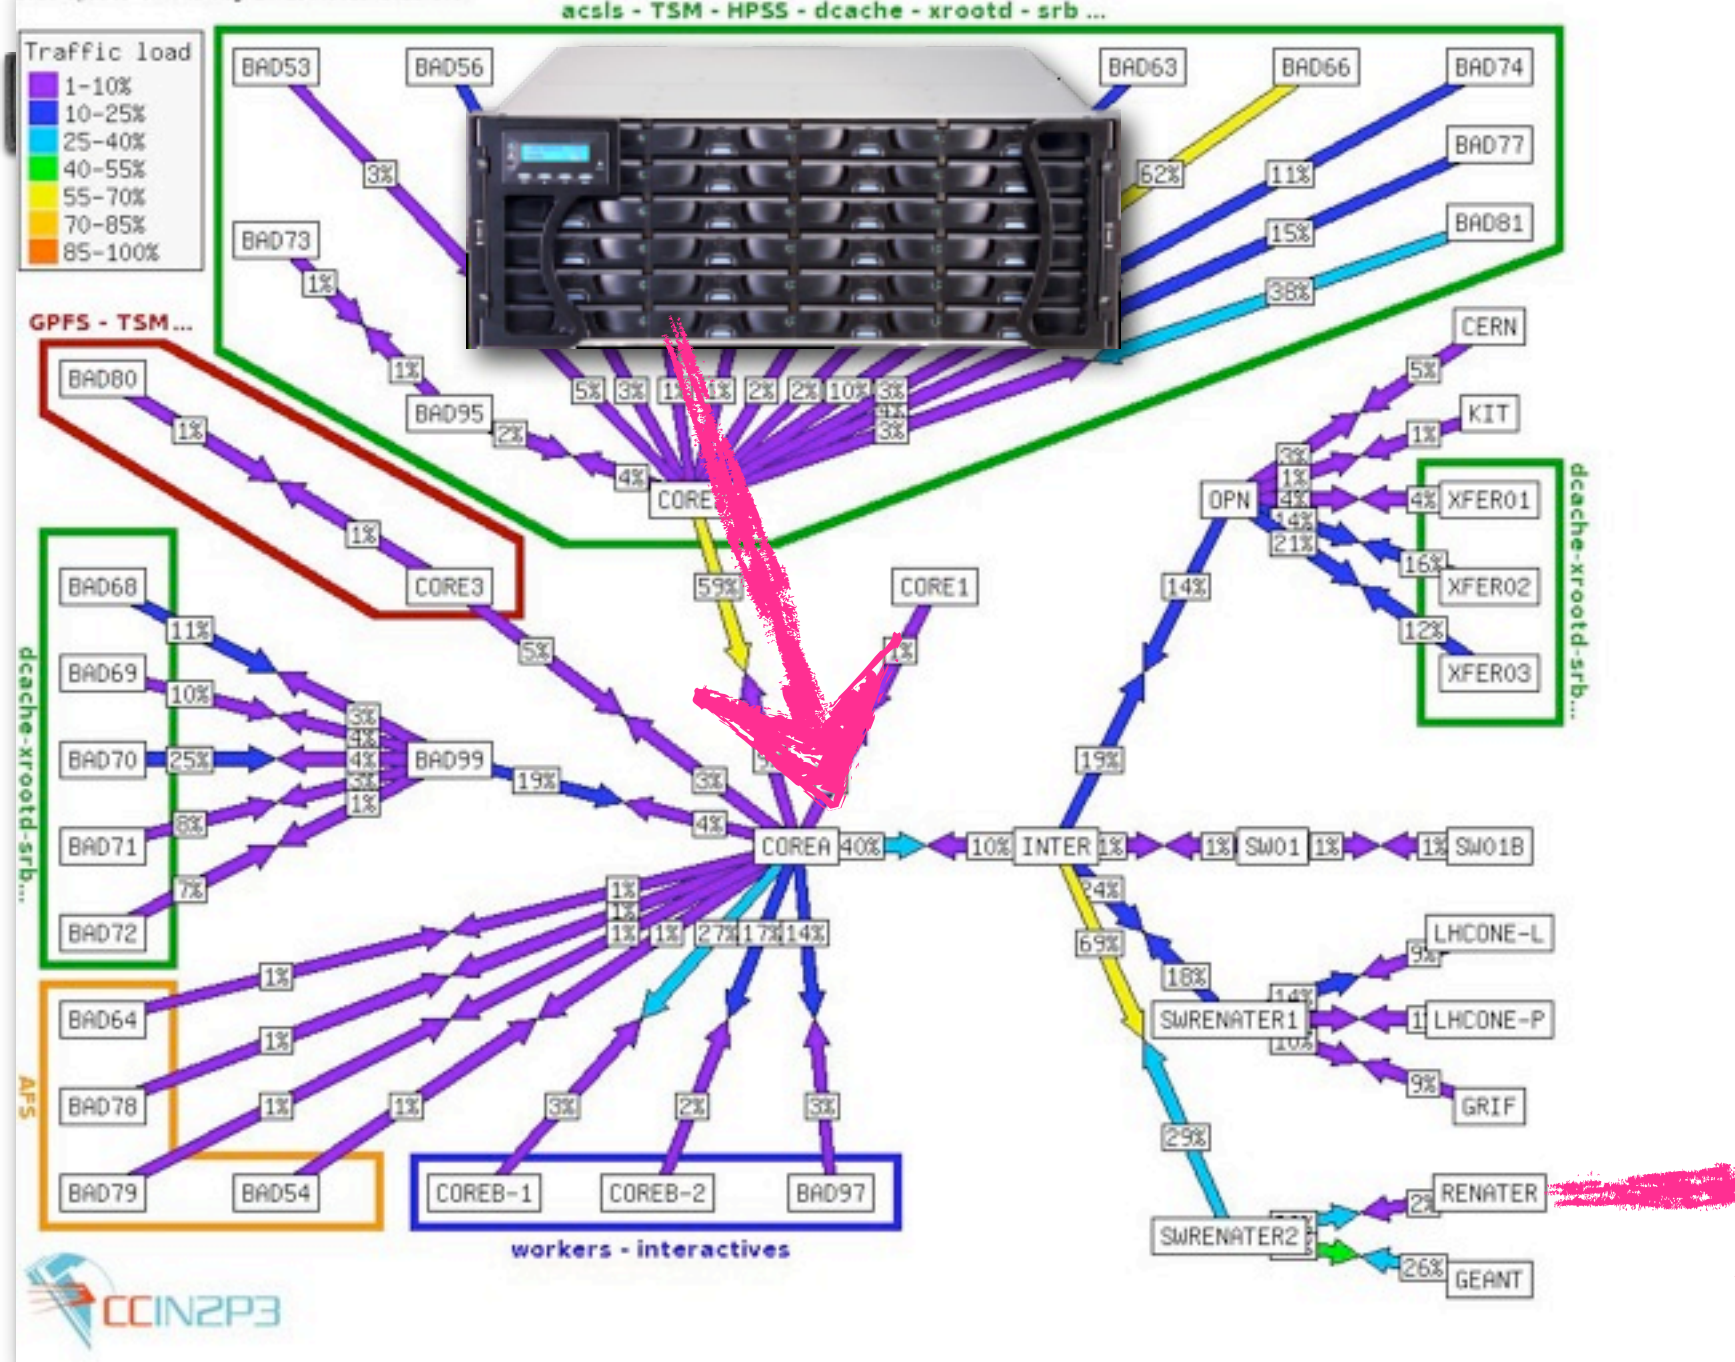 acsls - TSM - HPSS - dcache - xrootd - srb ...
Traffic load
1-10%
10-25%
25-40%
40-55%
55-70%
70-85%
85-100%
BAD53
BAD56
BAD63
BAD66
BAD74
3%
62%
11%
BAD77
BAD73
15%
BAD81
1%
38%
GPFS - TSM...
CERN
1%
5%
BAD80
5%
3%
1%
1%
2%
2%
10%
3%
4%
3%
BAD95
KIT
1%
2%
1%
3%
4%
1%
CORE
OPN
4%
4%
XFER01
14%
21%
1%
16%
XFER02
CORE3
59%
CORE1
14%
dcache-xrootd-srb...
BAD68
11%
12%
XFER03
5%
1%
BAD69
10%
3%
4%
BAD70
25%
4%
BAD99
19%
3%
1%
19%
3%
dcache-xrootd-srb...
BAD71
8%
4%
COREA
40%
10%
INTER
1%
1%
SW01
1%
1%
SW01B
BAD72
7%
1%
1%
1%
1%
27%
17%
14%
24%
69%
LHCONE-L
9%
1%
18%
14%
BAD64
SWRENATER1
LHCONE-P
1%
10%
9%
AFS
BAD78
1%
1%
3%
2%
3%
GRIF
29%
BAD79
BAD54
COREB-1
COREB-2
BAD97
2%
RENATER
workers - interactives
SWRENATER2
26%
GEANT
CCIN2P3